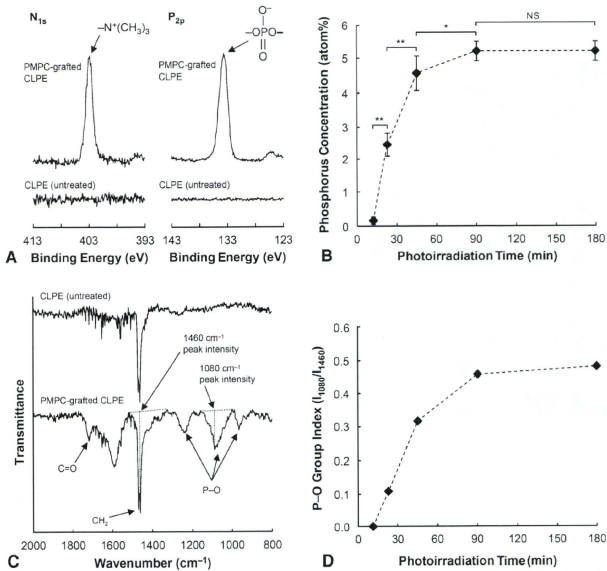 N1s
–N⁺(CH₃)₃
PMPC-grafted
CLPE
CLPE (untreated)
413 403 393
Binding Energy (eV)
P2p
O⁻
–OPO–
O
143 133 123
Binding Energy (eV)
A
Phosphorus Concentration (atom%)
6
5
4
3
2
1
0
**
**
*
NS
0 30 60 90 120 150 180
Photoirradiation Time (min)
B
CLPE (untreated)
1460 cm⁻¹
peak intensity
1080 cm⁻¹
peak intensity
PMPC-grafted CLPE
C=O
CH₂
P–O
Transmittance
2000 1800 1600 1400 1200 1000 800
Wavenumber (cm⁻¹)
C
P–O Group Index (I1080/I1460)
0.6
0.5
0.4
0.3
0.2
0.1
0.0
0 30 60 90 120 150 180
Photoirradiation Time (min)
D